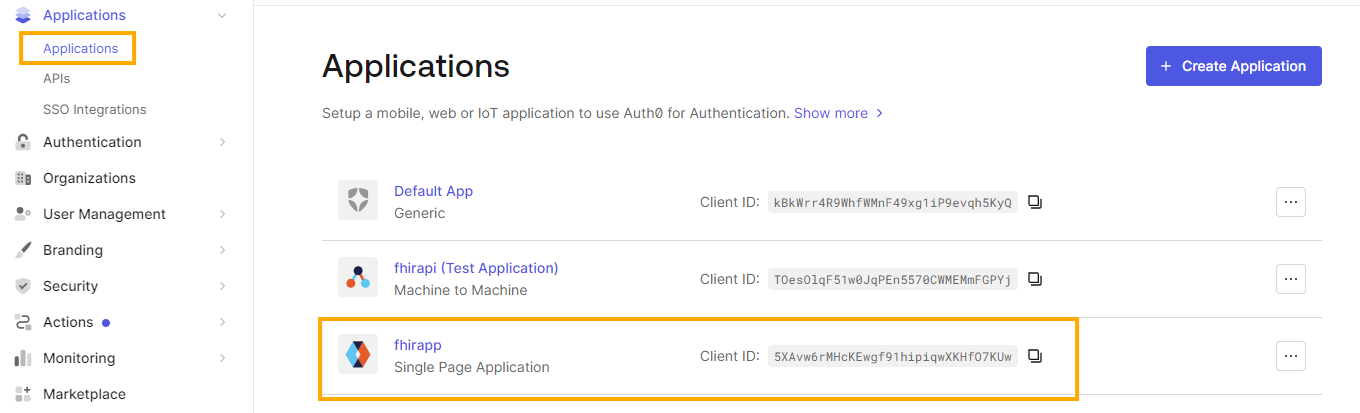 Applications
Applications
APIs
SSO Integrations
Authentication
Organizations
User Management
Branding
Security
Actions
Monitoring
Marketplace
Applications
+ Create Application
Setup a mobile, web or IoT application to use Auth0 for Authentication. Show more >
Default App
Generic
Client ID: kBkWrr4R9WhfWMnF49xg1iP9evqh5KyQ
fhirapi (Test Application)
Machine to Machine
Client ID: TOesOlqF51w0JqPEn5570CWMEMmFGPYj
fhirapp
Single Page Application
Client ID: 5XAvw6rMHcKEwgf91hipiqwXKHfO7KUw